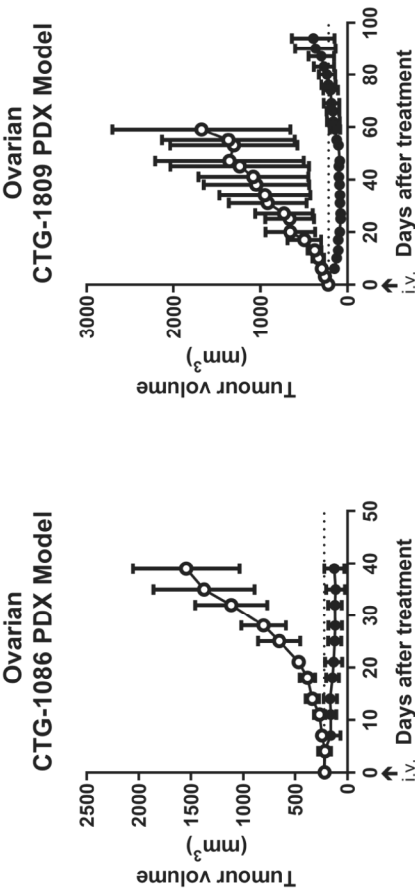 Ovarian
CTG-1086 PDX Model
Tumour volume
(mm³)
2500
2000
1500
1000
500
0
0
10
20
30
40
50
i.v.
Days after treatment
Ovarian
CTG-1809 PDX Model
Tumour volume
(mm³)
3000
2000
1000
0
0
20
40
60
80
100
i.v.
Days after treatment